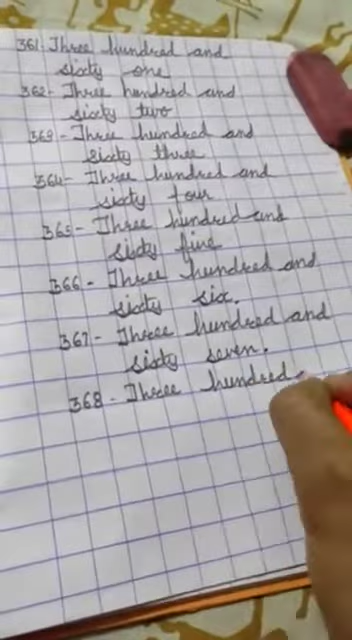 361- Three hundred and
sixty one
362- Three hundred and
sixty two
363- Three hundred and
sixty three
364- Three hundred and
sixty four
365- Three hundred and
sixty five
366- Three hundred and
sixty six.
367- Three hundred and
sixty seven.
368- Three hundred